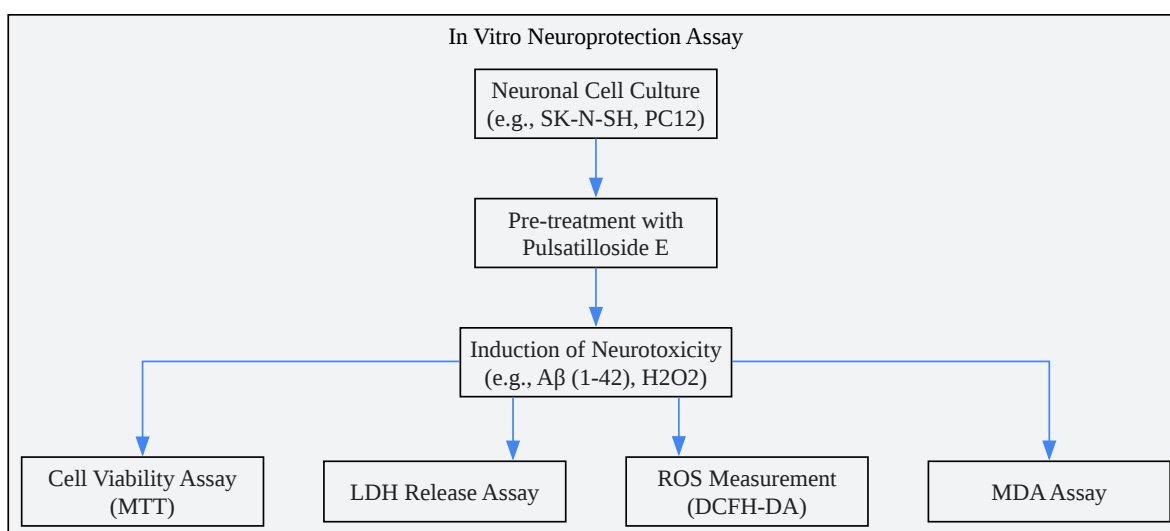 In Vitro Neuroprotection Assay
Neuronal Cell Culture
(e.g., SK-N-SH, PC12)
Pre-treatment with
Pulsatilloside E
Induction of Neurotoxicity
(e.g., Aβ (1-42), H2O2)
Cell Viability Assay
(MTT)
LDH Release Assay
ROS Measurement
(DCFH-DA)
MDA Assay